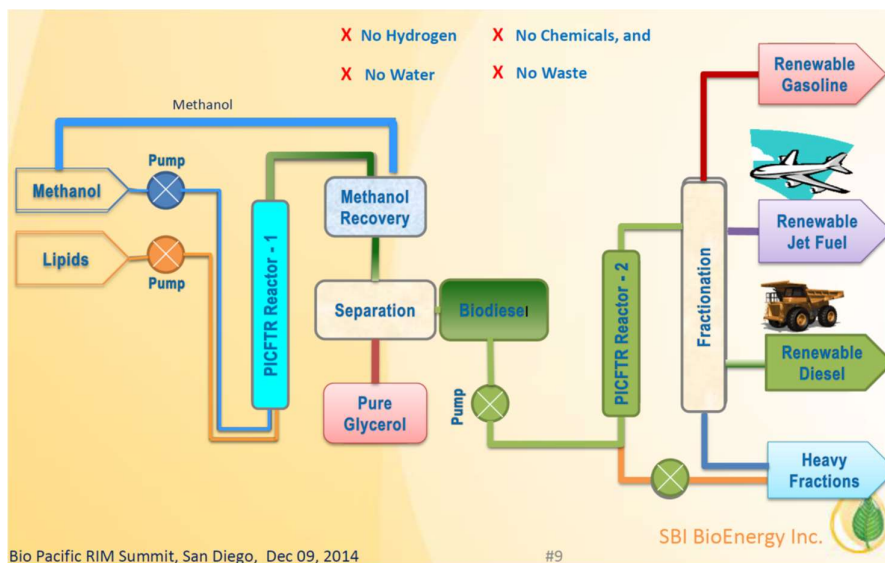 X No Hydrogen
X No Chemicals, and
X No Water
X No Waste
Methanol
Methanol
Pump
Lipids
Pump
PICFTR Reactor - 1
Methanol
Recovery
Separation
Pure
Glycerol
Biodiesel
Pump
PICFTR Reactor - 2
Fractionation
Renewable
Gasoline
Renewable
Jet Fuel
Renewable
Diesel
Heavy
Fractions
SBI BioEnergy Inc.
Bio Pacific RIM Summit, San Diego, Dec 09, 2014
#9